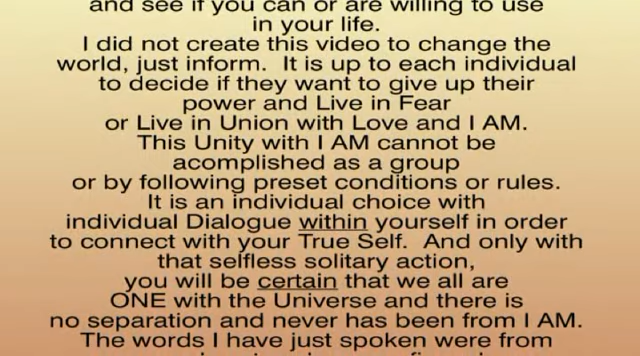 and see if you can or are willing to use
in your life.
I did not create this video to change the
world, just inform.  It is up to each individual
to decide if they want to give up their
power and Live in Fear
or Live in Union with Love and I AM.
This Unity with I AM cannot be
acomplished as a group
or by following preset conditions or rules.
It is an individual choice with
individual Dialogue within yourself in order
to connect with your True Self.  And only with
that selfless solitary action,
you will be certain that we all are
ONE with the Universe and there is
no separation and never has been from I AM.
The words I have just spoken were from